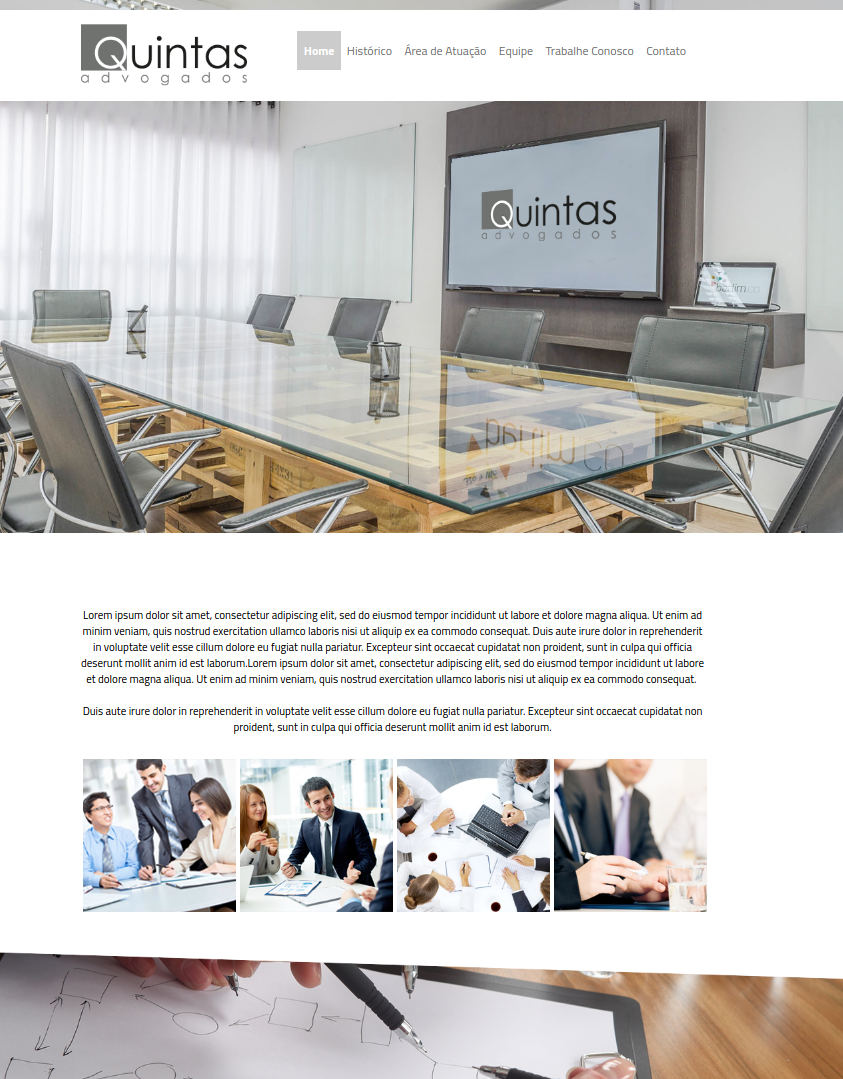 Quintas
advogados
Home Histórico Área de Atuação Equipe Trabalhe Conosco Contato
Quintas
advogados
Lorem ipsum dolor sit amet, consectetur adipiscing elit, sed do eiusmod tempor incididunt ut labore et dolore magna aliqua. Ut enim ad
minim veniam, quis nostrud exercitation ullamco laboris nisi ut aliquip ex ea commodo consequat. Duis aute irure dolor in reprehenderit
in voluptate velit esse cillum dolore eu fugiat nulla pariatur. Excepteur sint occaecat cupidatat non proident, sunt in culpa qui officia
deserunt mollit anim id est laborum.Lorem ipsum dolor sit amet, consectetur adipiscing elit, sed do eiusmod tempor incididunt ut labore
et dolore magna aliqua. Ut enim ad minim veniam, quis nostrud exercitation ullamco laboris nisi ut aliquip ex ea commodo consequat.
Duis aute irure dolor in reprehenderit in voluptate velit esse cillum dolore eu fugiat nulla pariatur. Excepteur sint occaecat cupidatat non
proident, sunt in culpa qui officia deserunt mollit anim id est laborum.